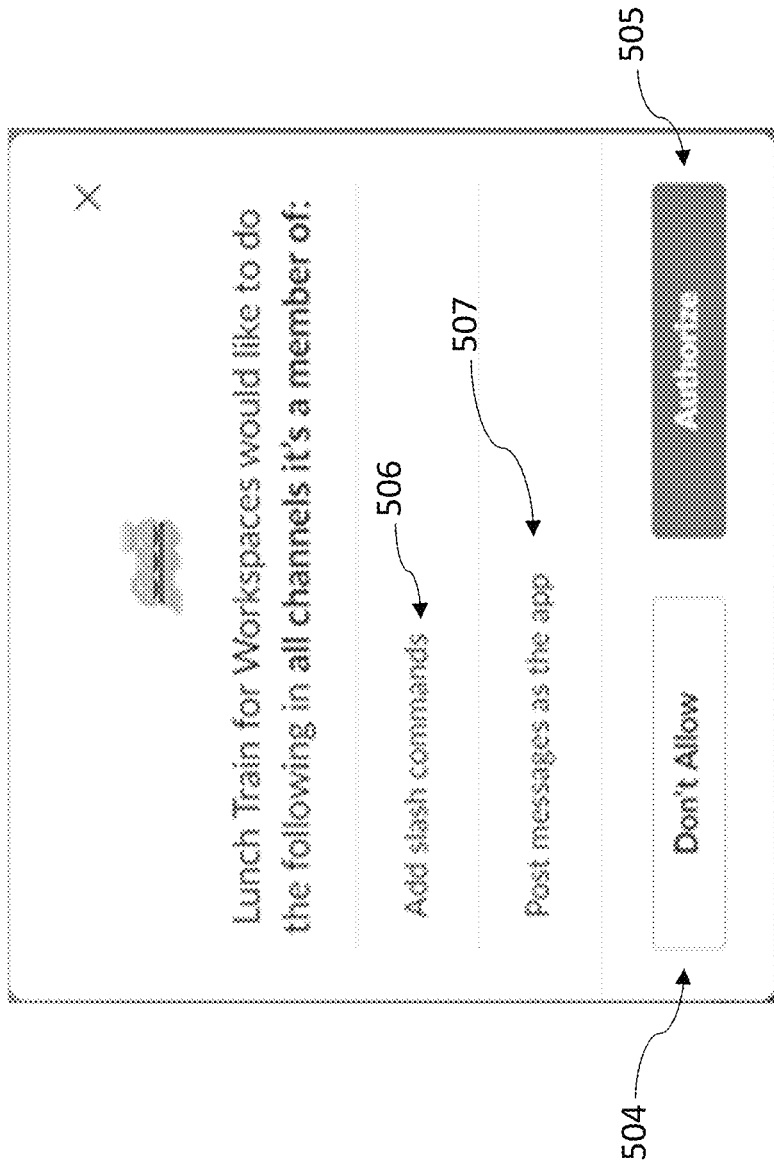 Lunch Train for Workspaces would like to do
the following in all channels it's a member of:
506
Add slash commands
507
Post messages as the app
504
Don't Allow
Authorize
505